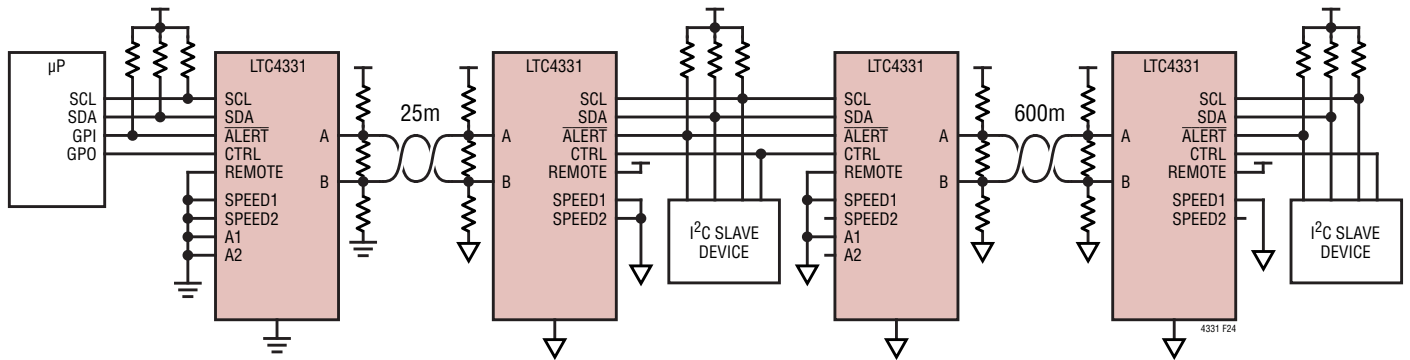 µP
SCL
SDA
GPI
GPO
LTC4331
SCL
SDA
ALERT
CTRL
REMOTE
SPEED1
SPEED2
A1
A2
A
B
25m
LTC4331
A
B
SCL
SDA
ALERT
CTRL
REMOTE
SPEED1
SPEED2
I²C SLAVE
DEVICE
LTC4331
SCL
SDA
ALERT
CTRL
REMOTE
SPEED1
SPEED2
A1
A2
A
B
600m
LTC4331
A
B
SCL
SDA
ALERT
CTRL
REMOTE
SPEED1
SPEED2
I²C SLAVE
DEVICE
4331 F24